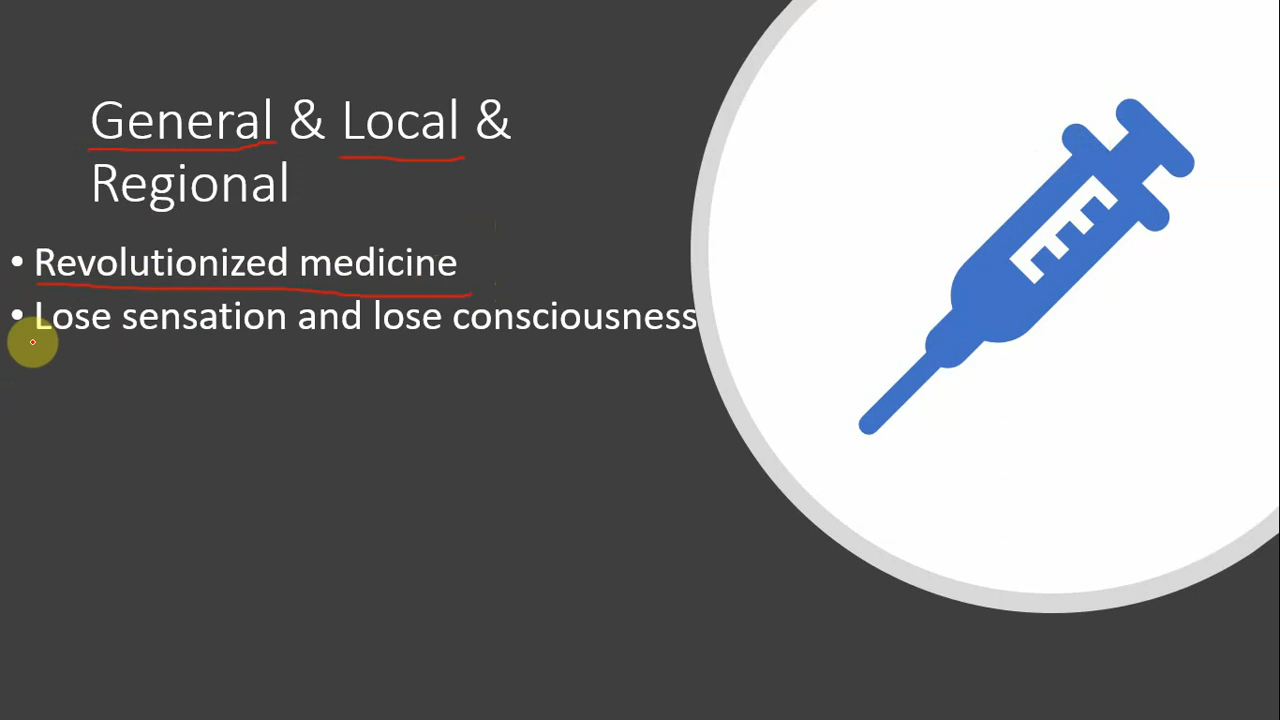 General & Local &
Regional
• Revolutionized medicine
• Lose sensation and lose consciousness